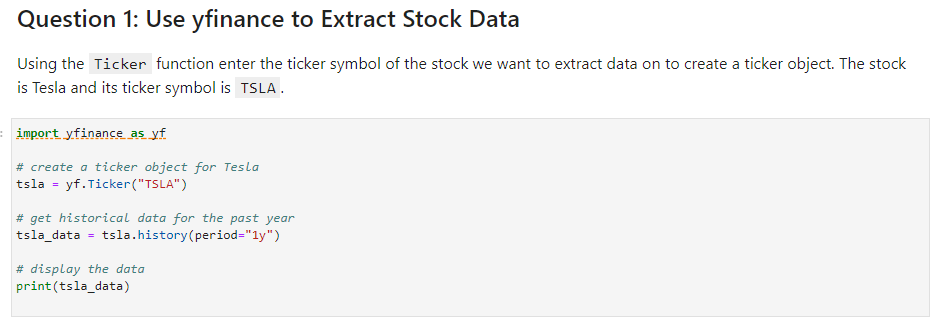 Question 1: Use yfinance to Extract Stock Data
Using the Ticker function enter the ticker symbol of the stock we want to extract data on to create a ticker object. The stock
is Tesla and its ticker symbol is TSLA .
:
import yfinance as yf
# create a ticker object for Tesla
tsla = yf.Ticker("TSLA")
# get historical data for the past year
tsla_data = tsla.history(period="1y")
# display the data
print(tsla_data)